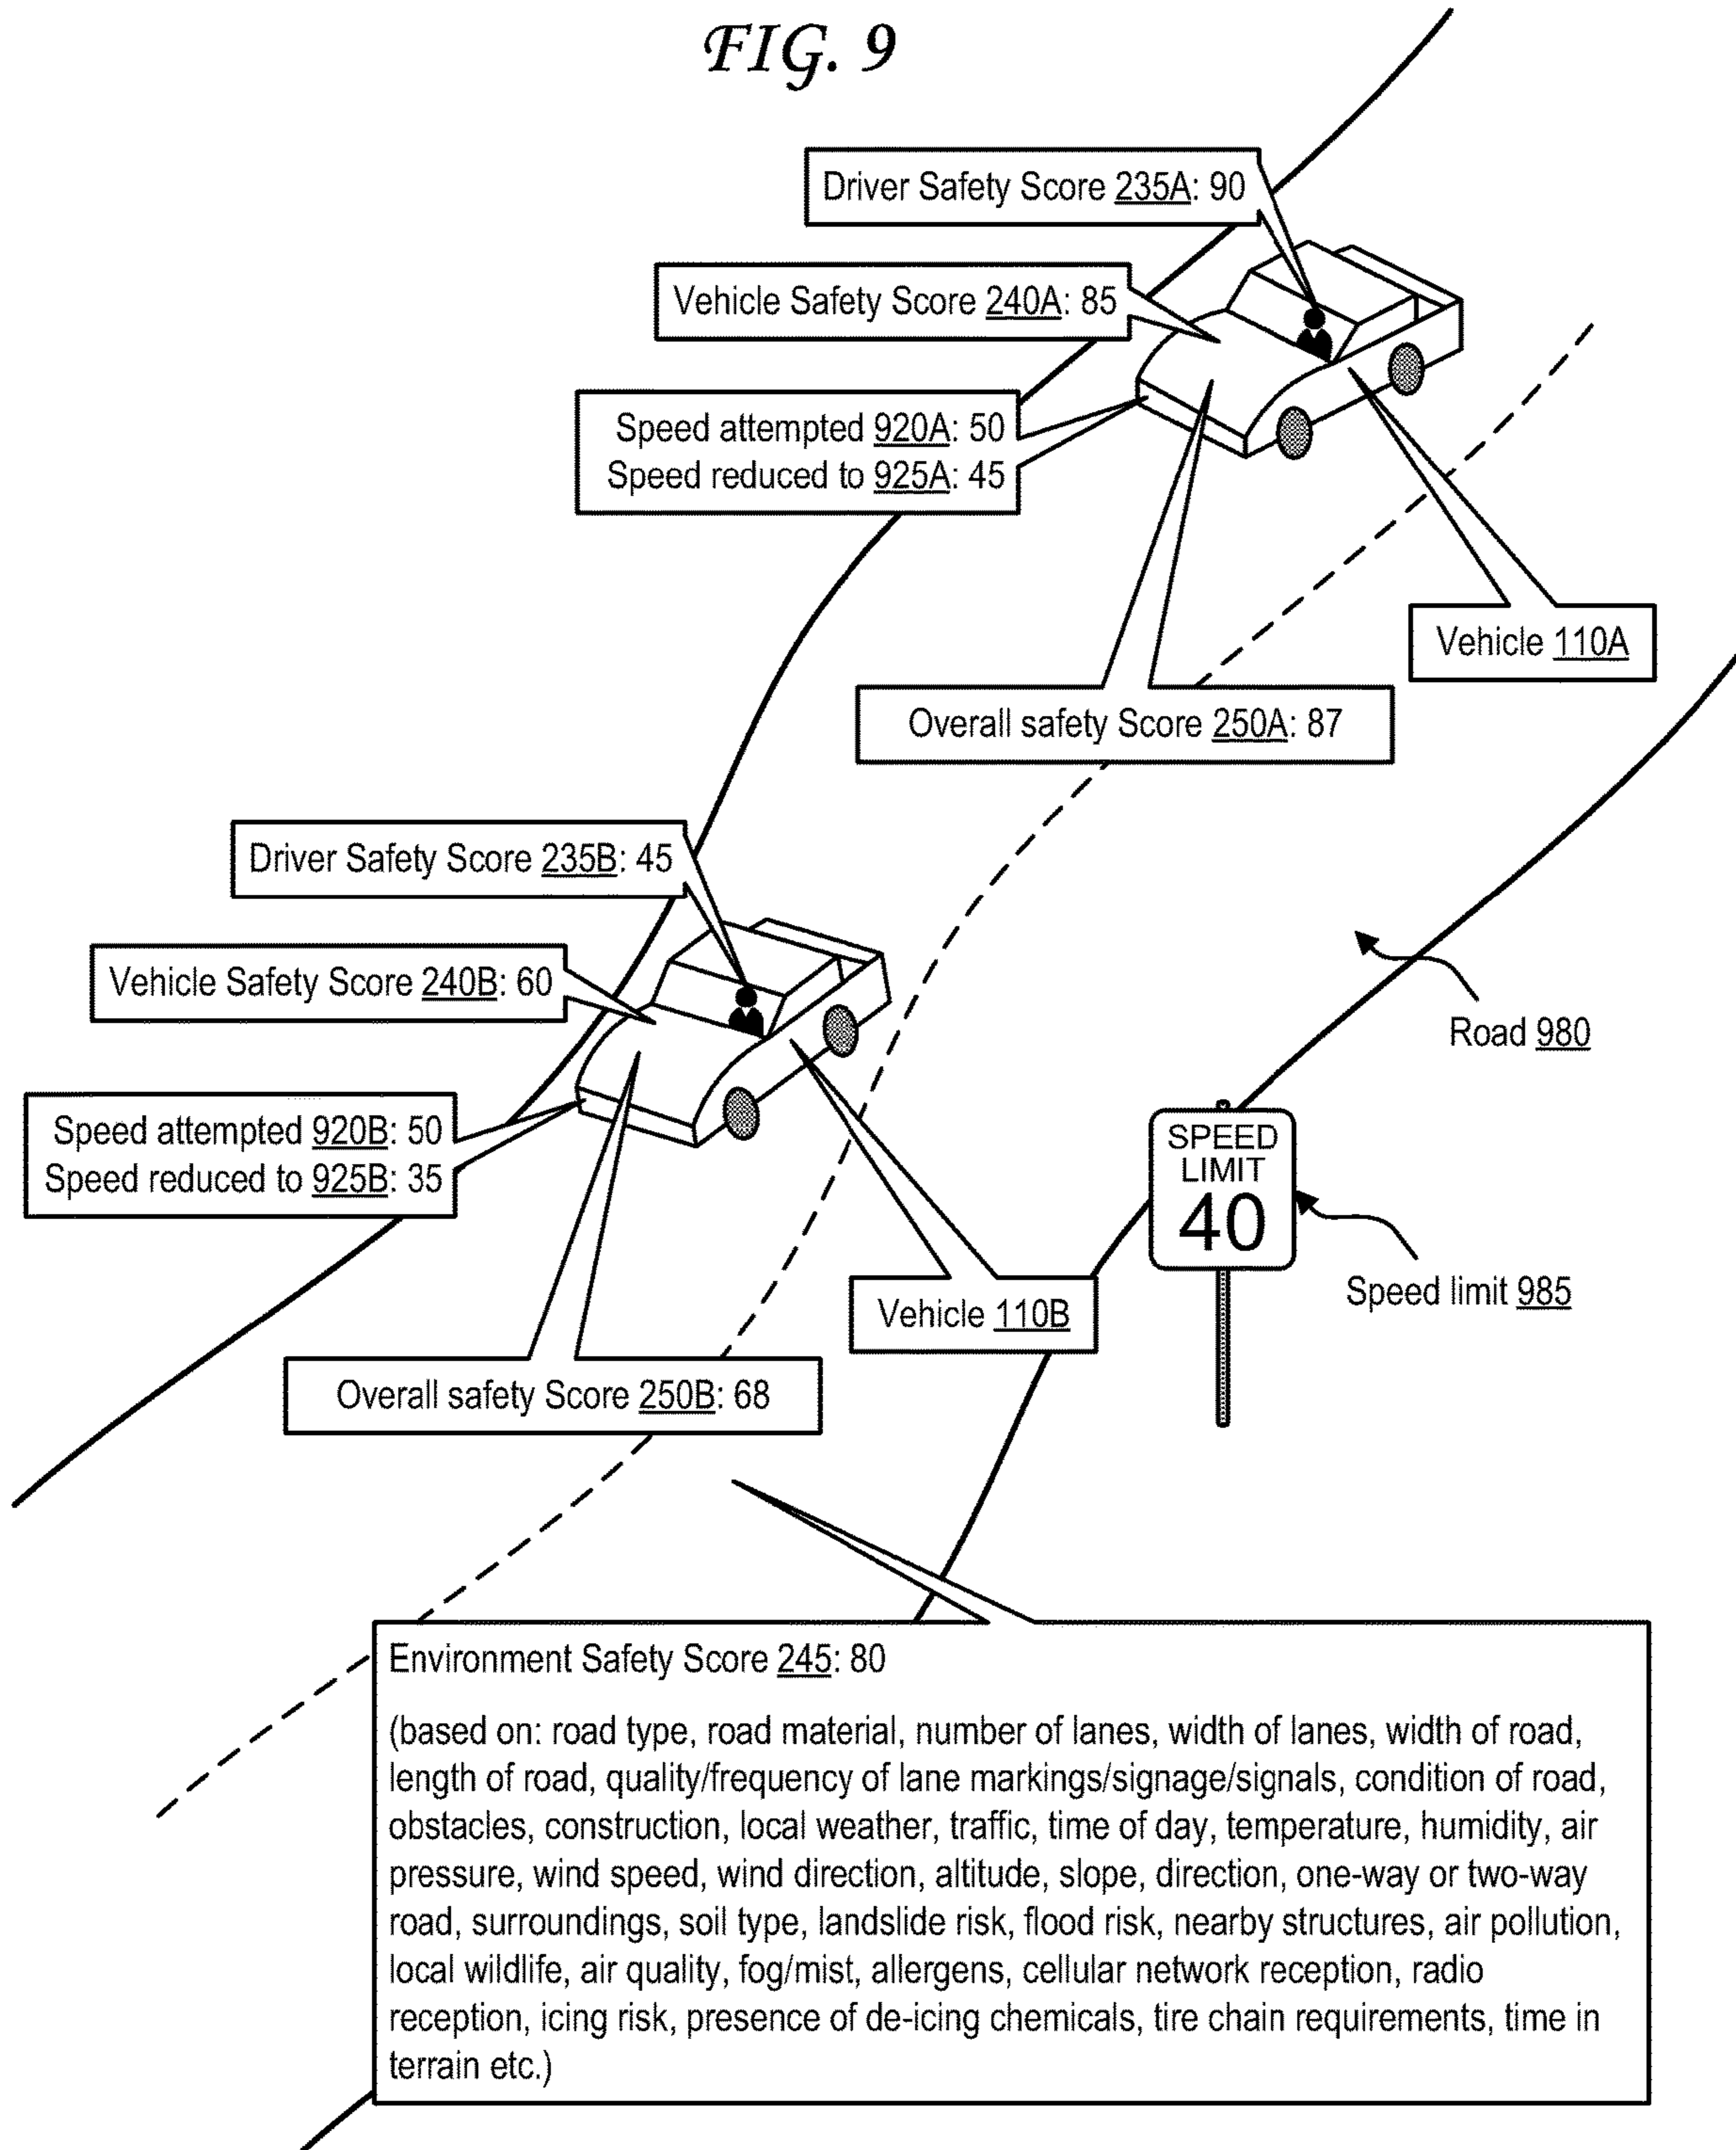 FIG. 9
Driver Safety Score 235A: 90
Vehicle Safety Score 240A: 85
Speed attempted 920A: 50
Speed reduced to 925A: 45
Vehicle 110A
Overall safety Score 250A: 87
Driver Safety Score 235B: 45
Vehicle Safety Score 240B: 60
Road 980
Speed attempted 920B: 50
Speed reduced to 925B: 35
SPEED
LIMIT
40
Speed limit 985
Vehicle 110B
Overall safety Score 250B: 68
Environment Safety Score 245: 80
(based on: road type, road material, number of lanes, width of lanes, width of road,
length of road, quality/frequency of lane markings/signage/signals, condition of road,
obstacles, construction, local weather, traffic, time of day, temperature, humidity, air
pressure, wind speed, wind direction, altitude, slope, direction, one-way or two-way
road, surroundings, soil type, landslide risk, flood risk, nearby structures, air pollution,
local wildlife, air quality, fog/mist, allergens, cellular network reception, radio
reception, icing risk, presence of de-icing chemicals, tire chain requirements, time in
terrain etc.)